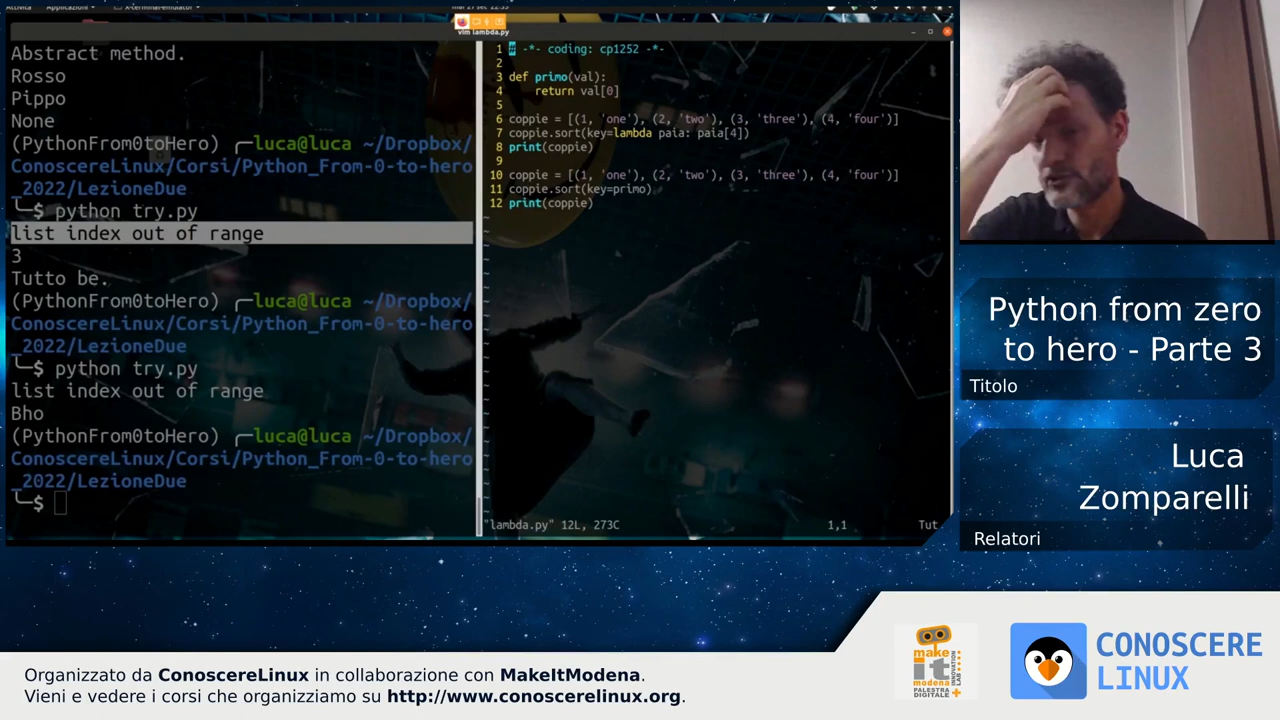 Attività Applicazioni X-terminal-emulator
vim lambda.py
Abstract method.
Rosso
Pippo
None
(PythonFrom0toHero) ┌─luca@luca ~/Dropbox/
ConoscereLinux/Corsi/Python_From-0-to-hero
_2022/LezioneDue
└─$ python try.py
list index out of range
3
Tutto be.
(PythonFrom0toHero) ┌─luca@luca ~/Dropbox/
ConoscereLinux/Corsi/Python_From-0-to-hero
_2022/LezioneDue
└─$ python try.py
list index out of range
Bho
(PythonFrom0toHero) ┌─luca@luca ~/Dropbox/
ConoscereLinux/Corsi/Python_From-0-to-hero
_2022/LezioneDue
└─$
1 # -*- coding: cp1252 -*-
2
3 def primo(val):
4     return val[0]
5
6 coppie = [(1, 'one'), (2, 'two'), (3, 'three'), (4, 'four')]
7 coppie.sort(key=lambda paia: paia[4])
8 print(coppie)
9
10 coppie = [(1, 'one'), (2, 'two'), (3, 'three'), (4, 'four')]
11 coppie.sort(key=primo)
12 print(coppie)
"lambda.py" 12L, 273C 1,1 Tut
Python from zero
to hero - Parte 3
Titolo
Luca
Zomparelli
Relatori
make
it
modena
PALESTRA
DIGITALE
INNOVATION
LAB
CONOSCERE
LINUX
Organizzato da ConoscereLinux in collaborazione con MakeItModena.
Vieni e vedere i corsi che organizziamo su http://www.conoscerelinux.org.